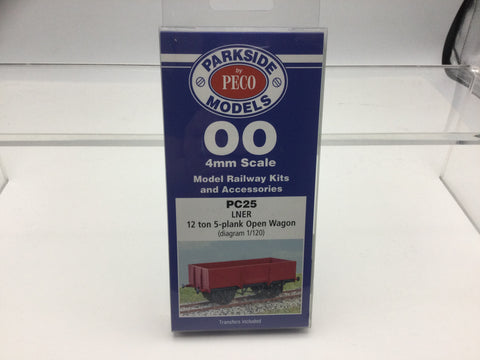 PARKSIDE
by
PECO
MODELS
OO
4mm Scale
Model Railway Kits
and Accessories
PC25
LNER
12 ton 5-plank Open Wagon
(diagram 1/120)
Transfers included